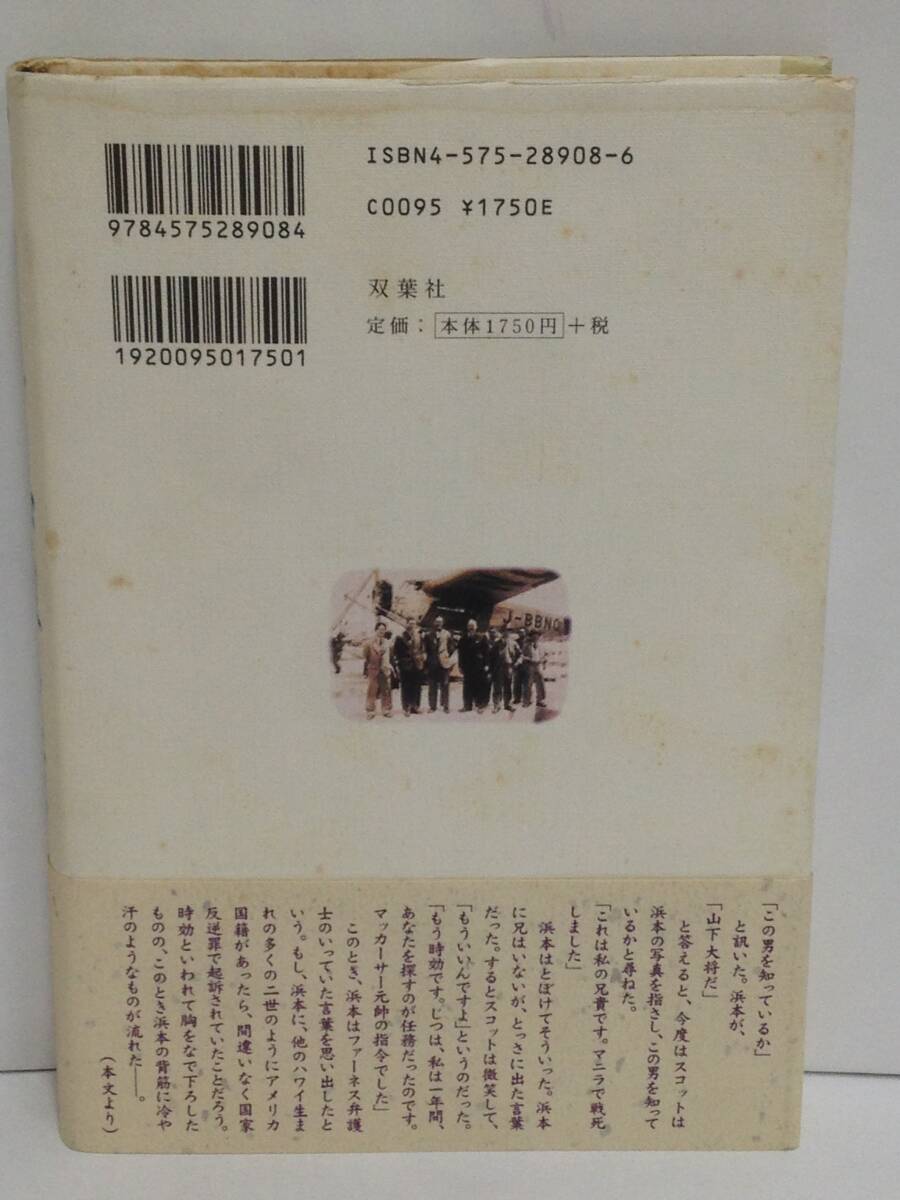 ISBN4-575-28908-6
C0095 ¥1750E
9784575289084
双葉社
定価：本体1750円＋税
1920095017501
J-BBNO
「この男を知っているか」
と訊いた。浜本が、
「山下大将だ」
と答えると、今度はスコットは
浜本の写真を指さし、この男を知って
いるかと尋ねた。
「これは私の兄貴です。マニラで戦死
しました」
浜本はとぼけてそういった。浜本
に兄はいないが、とっさに出た言葉
だった。するとスコットは微笑して、
「もういいんですよ」というのだった。
「もう時効です。じつは、私は一年間、
あなたを探すのが任務だったのです。
マッカーサー元帥の指令でした」
このとき、浜本はファーネス弁護
士のいっていた言葉を思い出したと
いう。もし、浜本に、他のハワイ生ま
れの多くの二世のようにアメリカ
国籍があったら、間違いなく国家
反逆罪で起訴されていたことだろう。
時効といわれて胸をなで下ろした
ものの、このとき浜本の背筋に冷や
汗のようなものが流れた――。
（本文より）